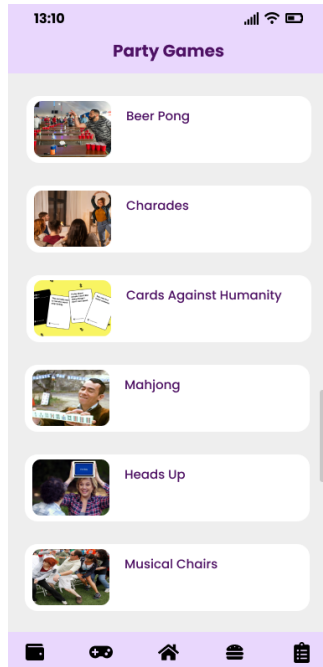 13:10
Party Games
Beer Pong
Charades
Cards Against Humanity
Mahjong
Heads Up
Musical Chairs